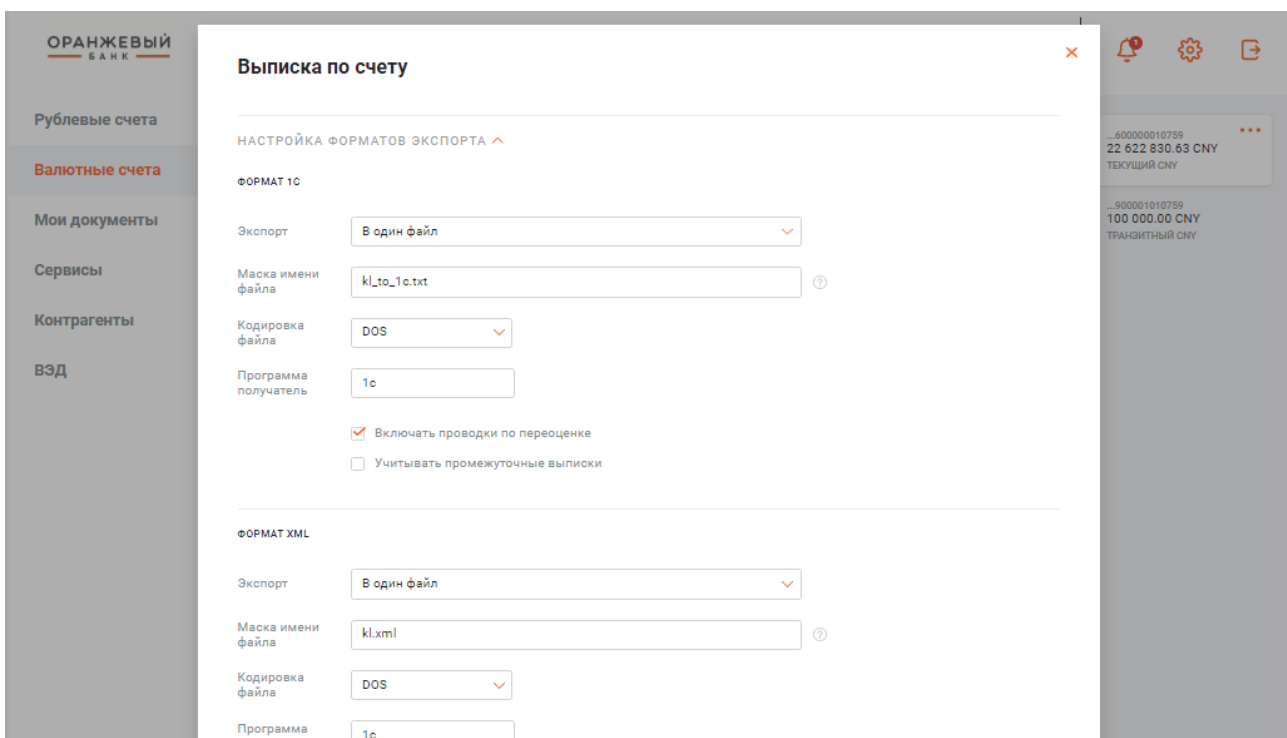 ОРАНЖЕВЫЙ
БАНК
Рублевые счета
Валютные счета
Мои документы
Сервисы
Контрагенты
ВЭД
Выписка по счету
НАСТРОЙКА ФОРМАТОВ ЭКСПОРТА
ФОРМАТ 1С
Экспорт
В один файл
Маска имени
файла
kl_to_1c.txt
Кодировка
файла
DOS
Программа
получатель
1c
Включать проводки по переоценке
Учитывать промежуточные выписки
ФОРМАТ XML
Экспорт
В один файл
Маска имени
файла
kl.xml
Кодировка
файла
DOS
Программа
1c
1
...600000010759
22 622 830.63 CNY
ТЕКУЩИЙ CNY
...900001010759
100 000.00 CNY
ТРАНЗИТНЫЙ CNY